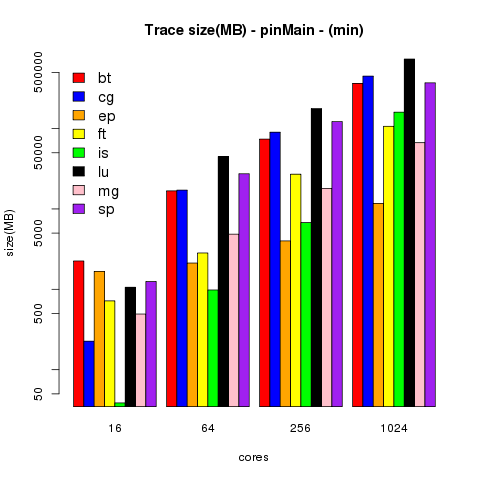 Trace size(MB) - pinMain - (min)
500000
50000
5000
500
50
size(MB)
bt
cg
ep
ft
is
lu
mg
sp
16 64 256 1024
cores